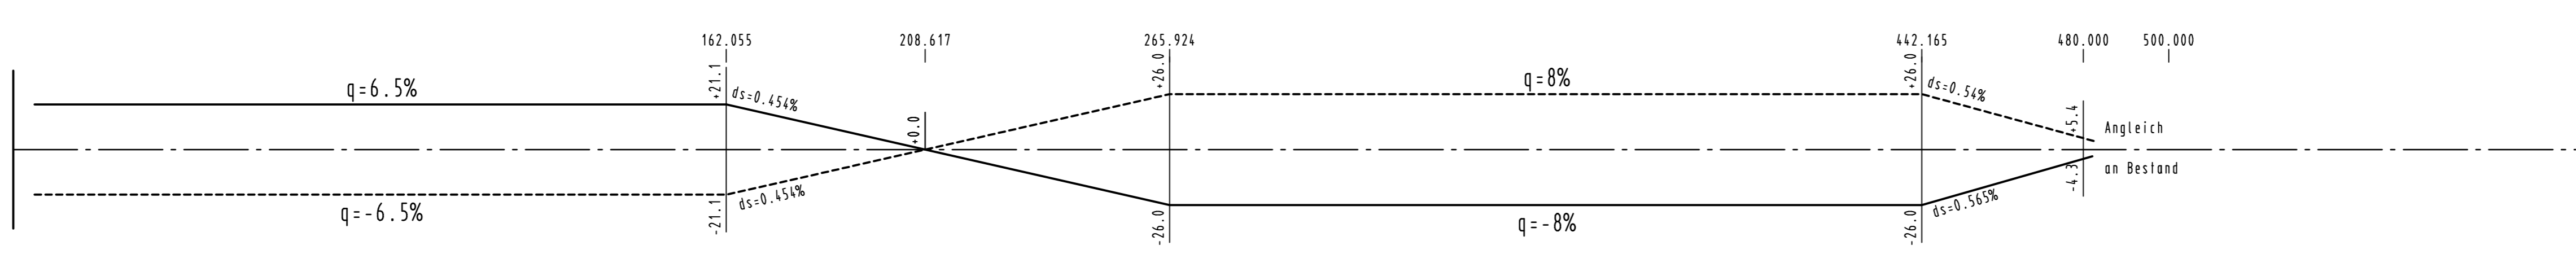 162.055
208.617
265.924
442.165
480.000
500.000
+21.1
ds=0.454%
q=6.5%
+0.0
+26.0
q=8%
+26.0
ds=0.54%
+5.4
Angleich
an Bestand
-4.3
q=-6.5%
-21.1
ds=0.454%
-26.0
q=-8%
-26.0
ds=0.565%